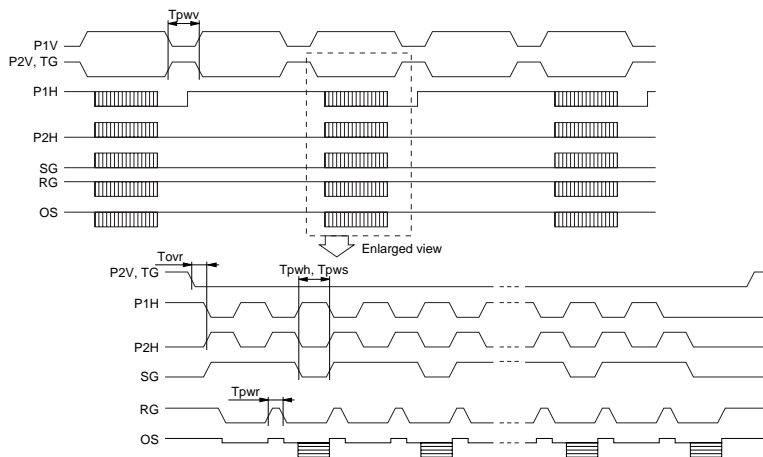 Tpwv
P1V
P2V, TG
P1H
P2H
SG
RG
OS
Enlarged view
Tovr
Tpwh, Tpws
P2V, TG
P1H
P2H
SG
Tpwr
RG
OS